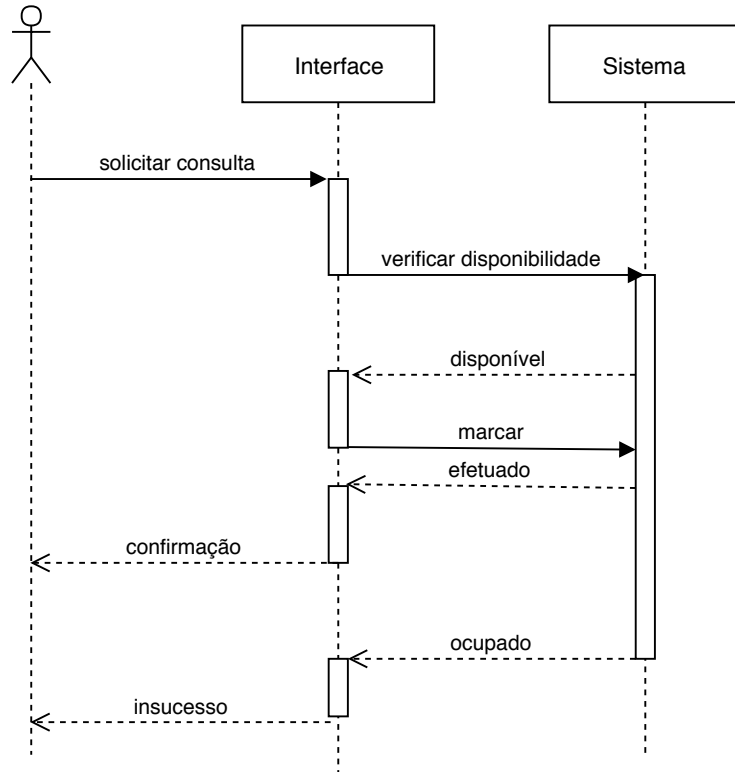 Interface
Sistema
solicitar consulta
verificar disponibilidade
disponível
marcar
efetuado
confirmação
ocupado
insucesso